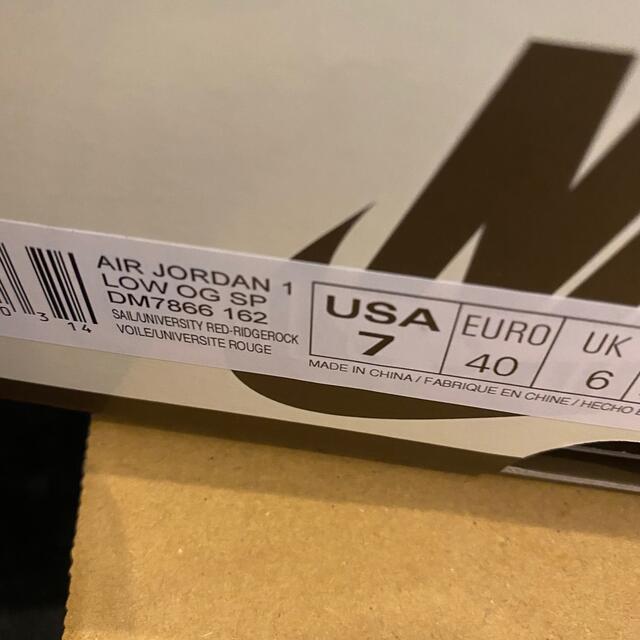 0 3 14
AIR JORDAN 1
LOW OG SP
DM7866 162
SAIL/UNIVERSITY RED-RIDGEROCK
VOILE/UNIVERSITE ROUGE
USA
7
EURO
40
UK
6
MADE IN CHINA / FABRIQUE EN CHINE / HECHO